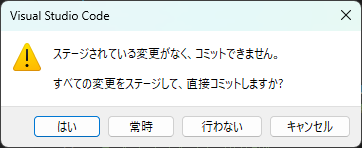 Visual Studio Code
ステージされている変更がなく、コミットできません。
すべての変更をステージして、直接コミットしますか?
はい
常時
行わない
キャンセル